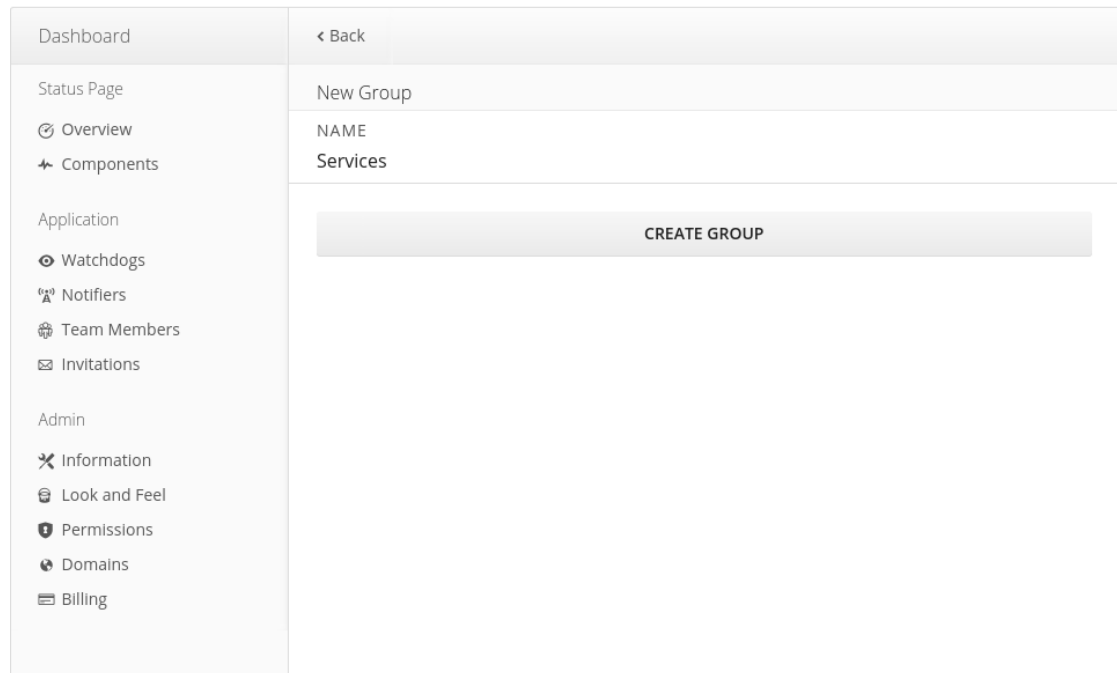 Dashboard
Back
Status Page
Overview
Components
Application
Watchdogs
Notifiers
Team Members
Invitations
Admin
Information
Look and Feel
Permissions
Domains
Billing
New Group
NAME
Services
CREATE GROUP